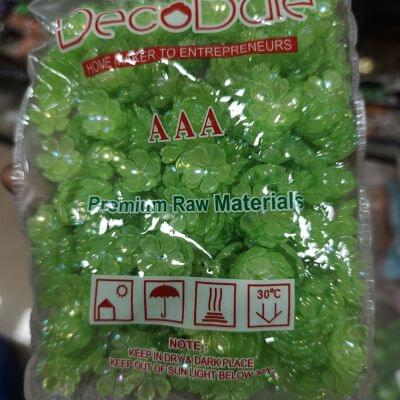 DecoDale
HOME MAKER TO ENTREPRENEURS
AAA
Premium Raw Materials
30°C
NOTE:
KEEP IN DRY & DARK PLACE
KEEP OUT OF SUN LIGHT BELOW 30°C